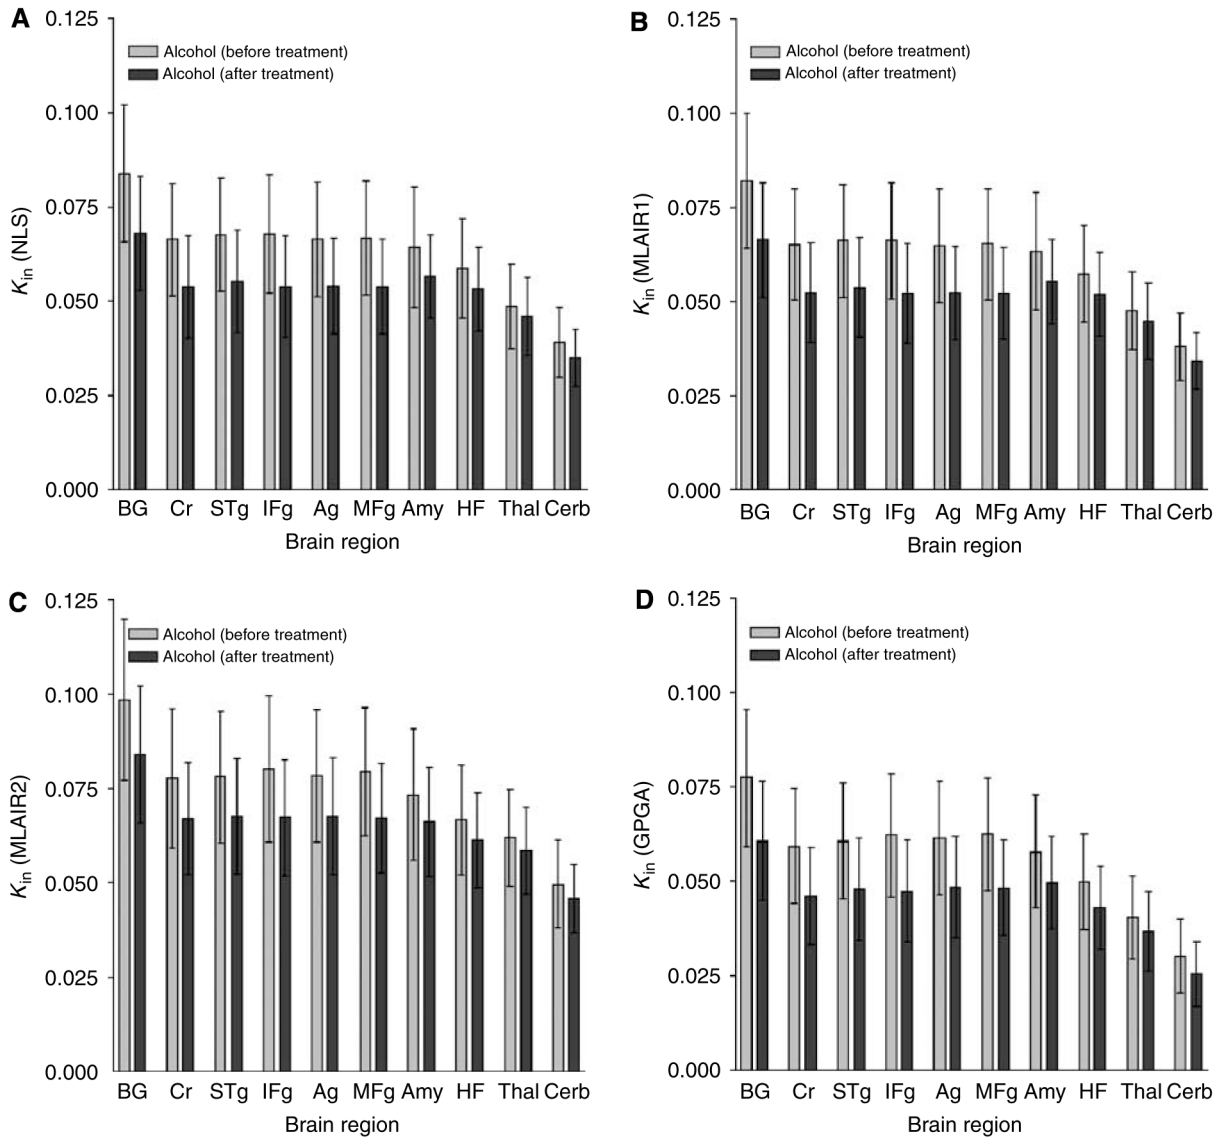 A
0.125
0.100
0.075
0.050
0.025
0.000
Kin (NLS)
Alcohol (before treatment)
Alcohol (after treatment)
BG Cr STg IFg Ag MFg Amy HF Thal Cerb
Brain region
B
0.125
0.100
0.075
0.050
0.025
0.000
Kin (MLAIR1)
Alcohol (before treatment)
Alcohol (after treatment)
BG Cr STg IFg Ag MFg Amy HF Thal Cerb
Brain region
C
0.125
0.100
0.075
0.050
0.025
0.000
Kin (MLAIR2)
Alcohol (before treatment)
Alcohol (after treatment)
BG Cr STg IFg Ag MFg Amy HF Thal Cerb
Brain region
D
0.125
0.100
0.075
0.050
0.025
0.000
Kin (GPGA)
Alcohol (before treatment)
Alcohol (after treatment)
BG Cr STg IFg Ag MFg Amy HF Thal Cerb
Brain region